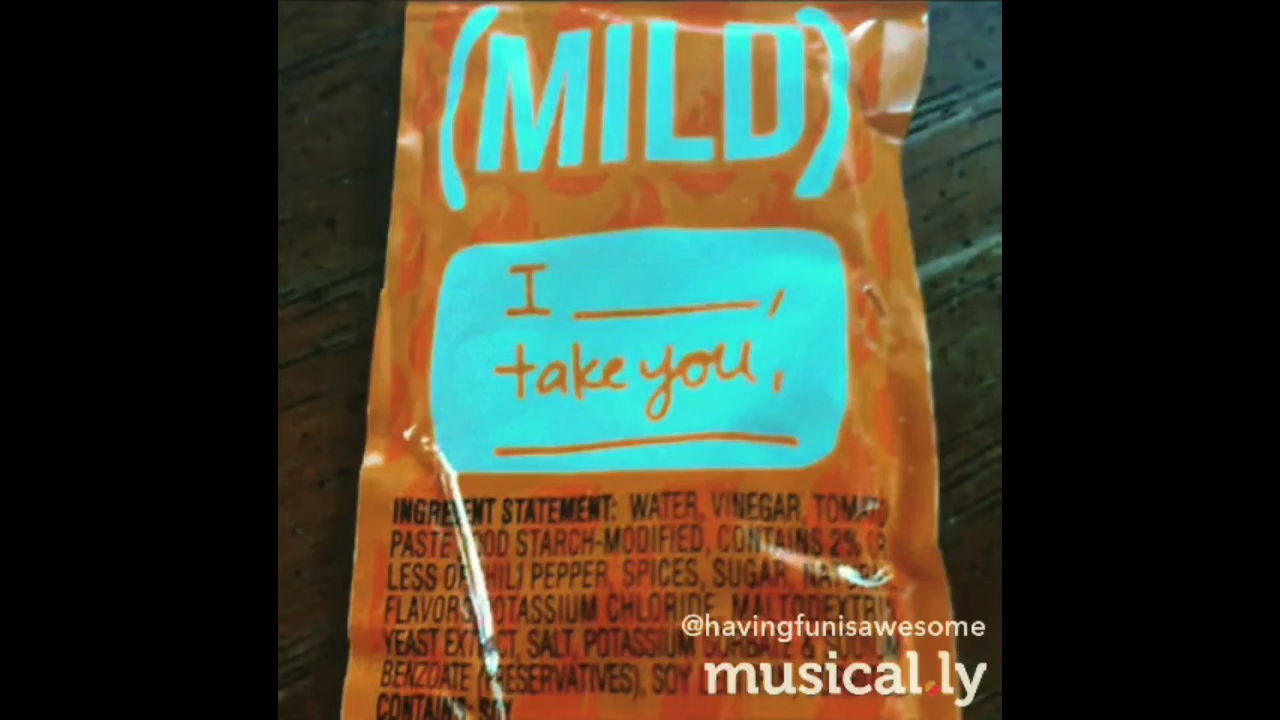 (MILD)
I ______,
take you,
______
INGREDIENT STATEMENT: WATER, VINEGAR, TOMATO
PASTE, FOOD STARCH-MODIFIED, CONTAINS 2% OR
LESS OF CHILI PEPPER, SPICES, SUGAR, NATURAL
FLAVORS, POTASSIUM CHLORIDE, MALTODEXTRIN,
YEAST EXTRACT, SALT, POTASSIUM SORBATE & SODIUM
BENZOATE (PRESERVATIVES), SOY
CONTAINS: SOY
@havingfunisawesome
musical.ly